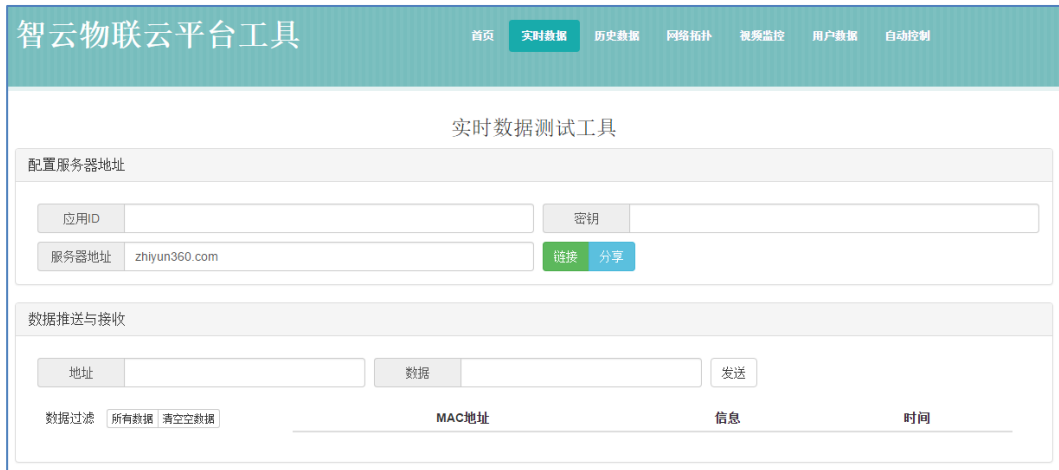 智云物联云平台工具 首页 实时数据 历史数据 网络拓扑 视频监控 用户数据 自动控制
实时数据测试工具
配置服务器地址
应用ID 密钥
服务器地址 zhiyun360.com 链接 分享
数据推送与接收
地址 数据 发送
数据过滤 所有数据 清空空数据 MAC地址 信息 时间